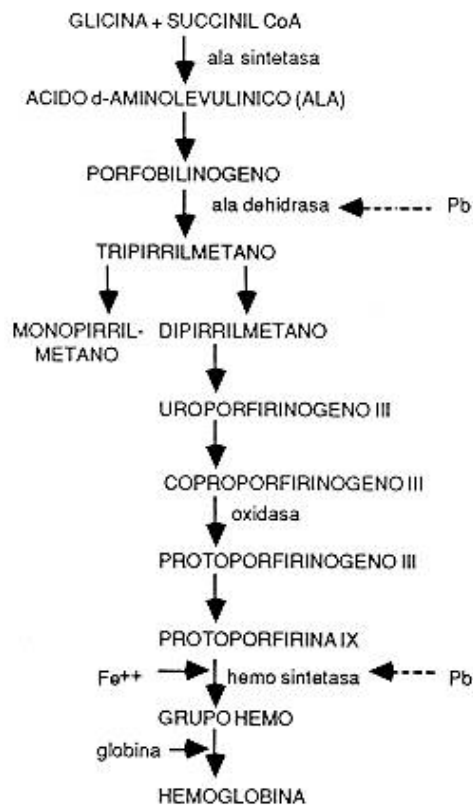 GLICINA + SUCCINIL CoA
ala sintetasa
ACIDO d-AMINOLEVULINICO (ALA)
PORFOBILINOGENO
ala dehidrasa Pb
TRIPIRRILMETANO
MONOPIRRIL- DIPIRRILMETANO
METANO
UROPORFIRINOGENO III
COPROPORFIRINOGENO III
oxidasa
PROTOPORFIRINOGENO III
PROTOPORFIRINA IX
Fe++ hemo sintetasa Pb
GRUPO HEMO
globina
HEMOGLOBINA